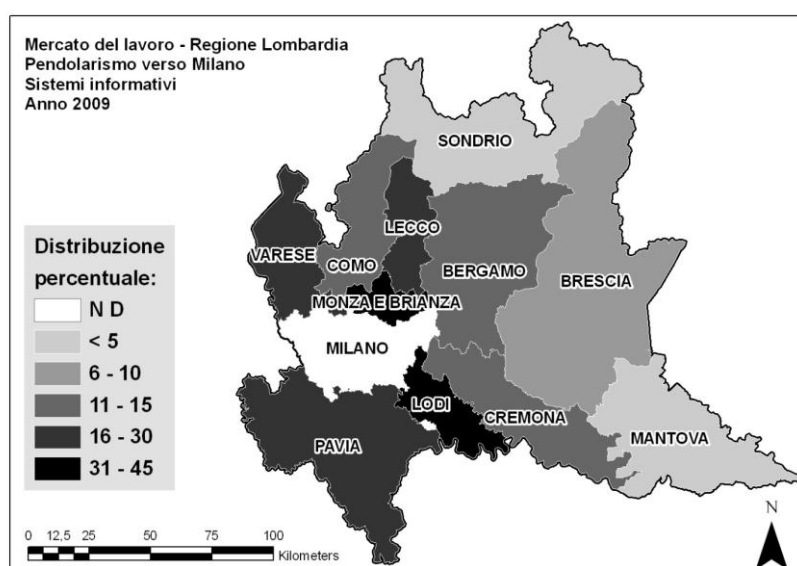 Mercato del lavoro - Regione Lombardia
Pendolarismo verso Milano
Sistemi informativi
Anno 2009
SONDRIO
LECCO
VARESE
COMO
BERGAMO
BRESCIA
MONZA E BRIANZA
MILANO
LODI
CREMONA
PAVIA
MANTOVA
Distribuzione
percentuale:
N D
< 5
6 - 10
11 - 15
16 - 30
31 - 45
0 12,5 25 50 75 100
Kilometers
N